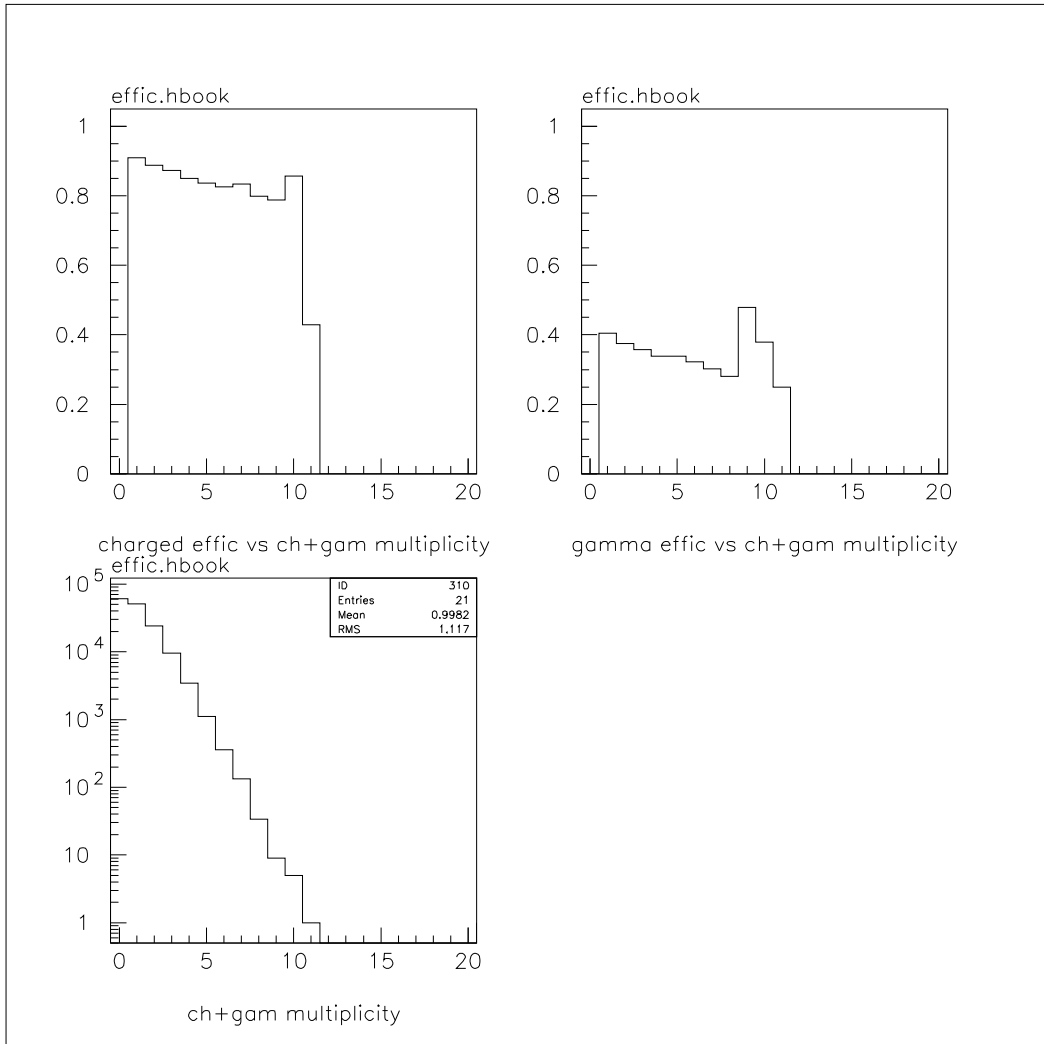 effic.hbook
1
0.8
0.6
0.4
0.2
0
0 5 10 15 20
charged effic vs ch+gam multiplicity
effic.hbook
1
0.8
0.6
0.4
0.2
0
0 5 10 15 20
gamma effic vs ch+gam multiplicity
effic.hbook
10^5
10^4
10^3
10^2
10
1
ID 310
Entries 21
Mean 0.9982
RMS 1.117
0 5 10 15 20
ch+gam multiplicity